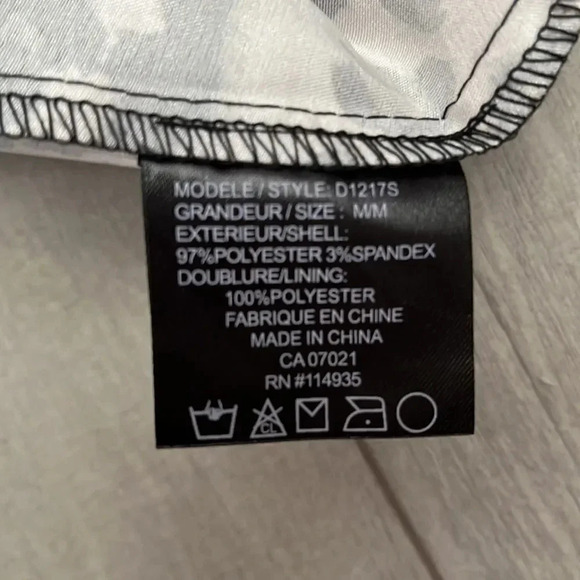 MODELE / STYLE: D1217S
GRANDEUR / SIZE : M/M
EXTERIEUR/SHELL:
97%POLYESTER 3%SPANDEX
DOUBLURE/LINING:
100%POLYESTER
FABRIQUE EN CHINE
MADE IN CHINA
CA 07021
RN #114935
CL